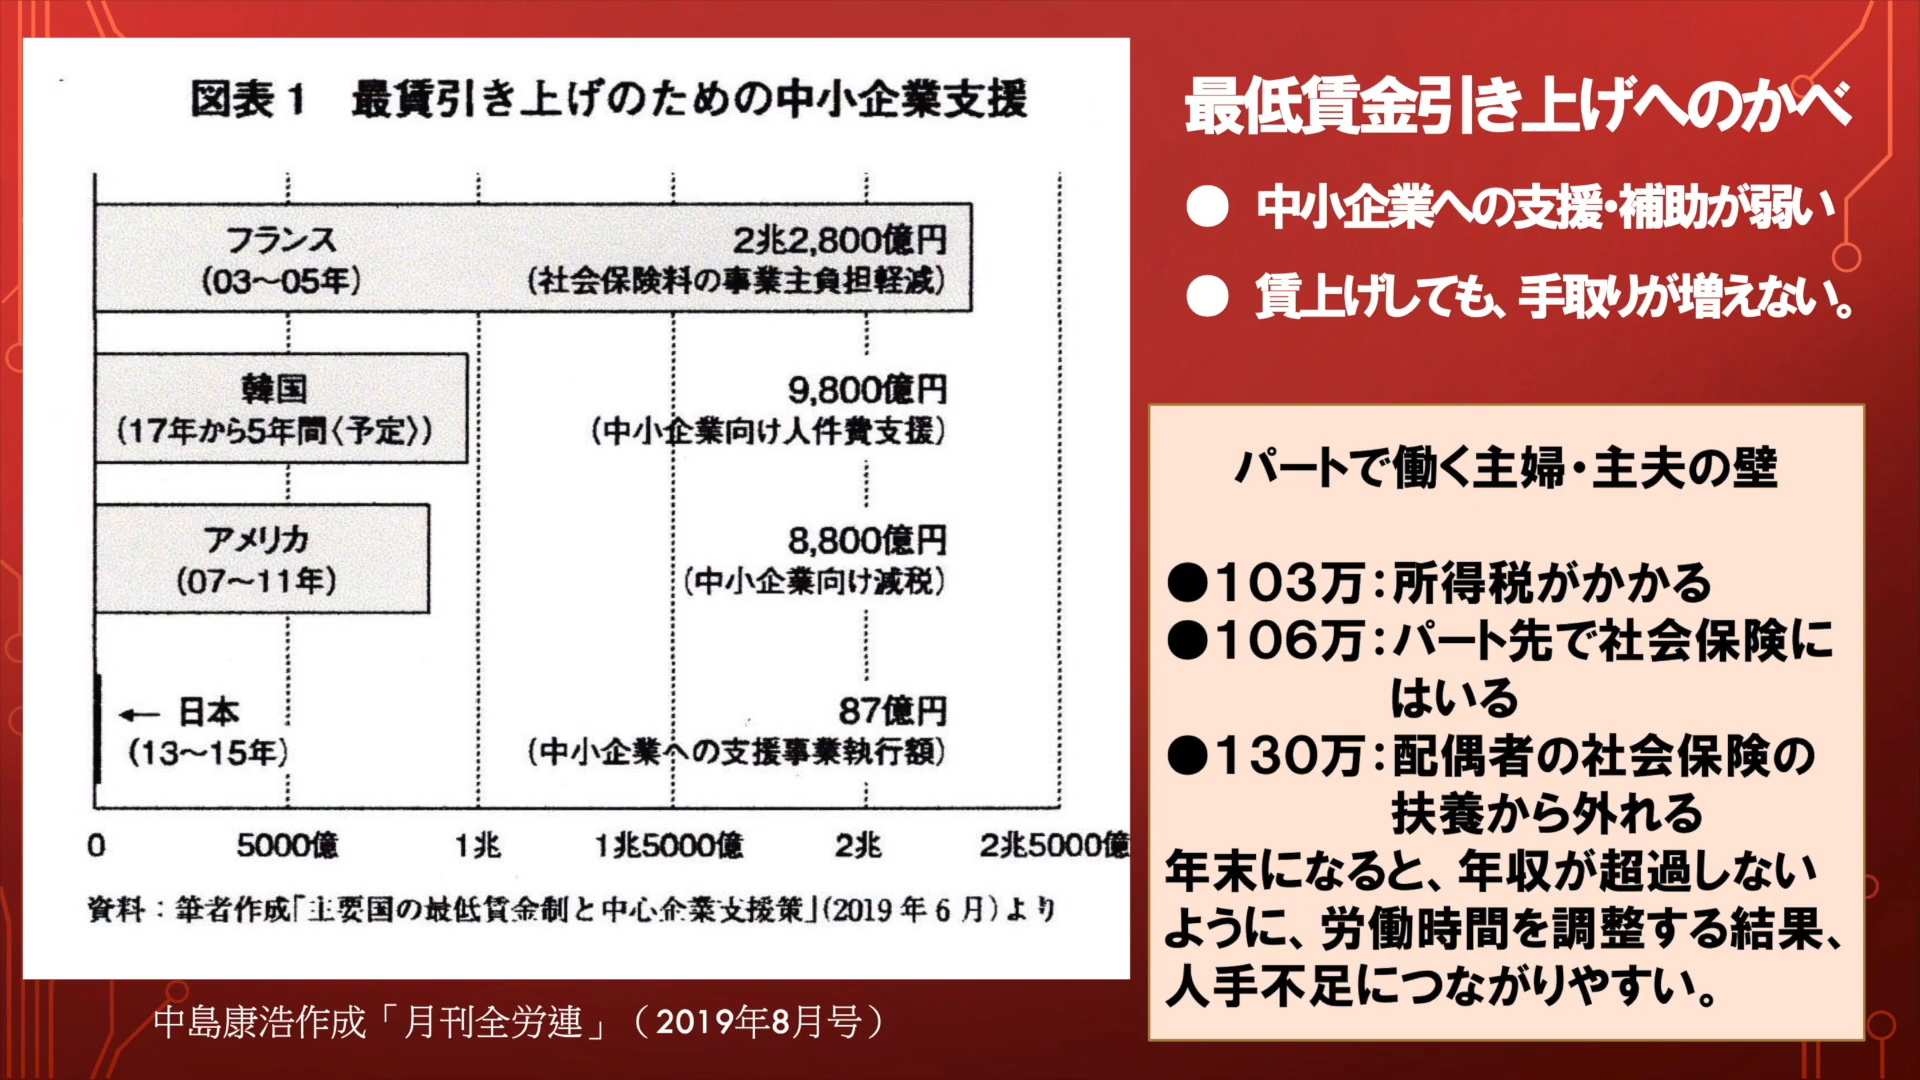 図表1 最賃引き上げのための中小企業支援
フランス
(03〜05年)
2兆2,800億円
(社会保険料の事業主負担軽減)
韓国
(17年から5年間〈予定〉)
9,800億円
(中小企業向け人件費支援)
アメリカ
(07〜11年)
8,800億円
(中小企業向け減税)
← 日本
(13〜15年)
87億円
(中小企業への支援事業執行額)
0 5000億 1兆 1兆5000億 2兆 2兆5000億
資料：筆者作成「主要国の最低賃金制と中心企業支援策」(2019年6月)より
中島康浩作成「月刊全労連」（2019年8月号）
最低賃金引き上げへのかべ
● 中小企業への支援・補助が弱い
● 賃上げしても、手取りが増えない。
パートで働く主婦・主夫の壁
●103万：所得税がかかる
●106万：パート先で社会保険に
はいる
●130万：配偶者の社会保険の
扶養から外れる
年末になると、年収が超過しない
ように、労働時間を調整する結果、
人手不足につながりやすい。